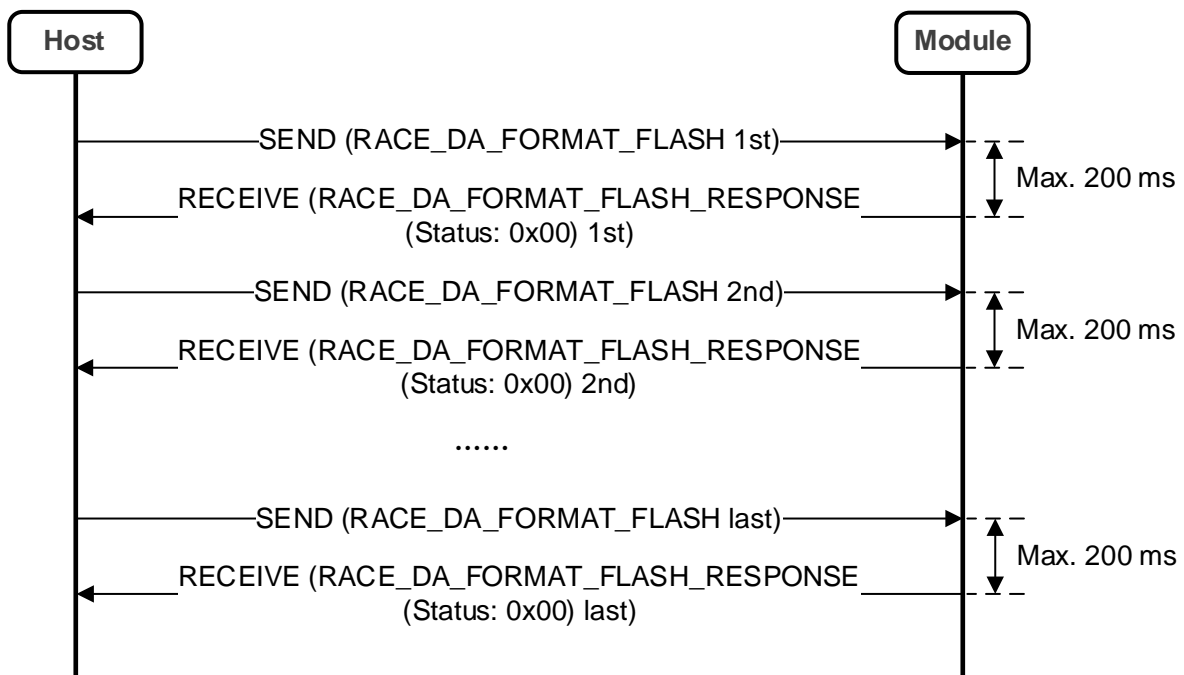 Host
Module
SEND (RACE_DA_FORMAT_FLASH 1st)
Max. 200 ms
RECEIVE (RACE_DA_FORMAT_FLASH_RESPONSE
(Status: 0x00) 1st)
SEND (RACE_DA_FORMAT_FLASH 2nd)
Max. 200 ms
RECEIVE (RACE_DA_FORMAT_FLASH_RESPONSE
(Status: 0x00) 2nd)
......
SEND (RACE_DA_FORMAT_FLASH last)
Max. 200 ms
RECEIVE (RACE_DA_FORMAT_FLASH_RESPONSE
(Status: 0x00) last)